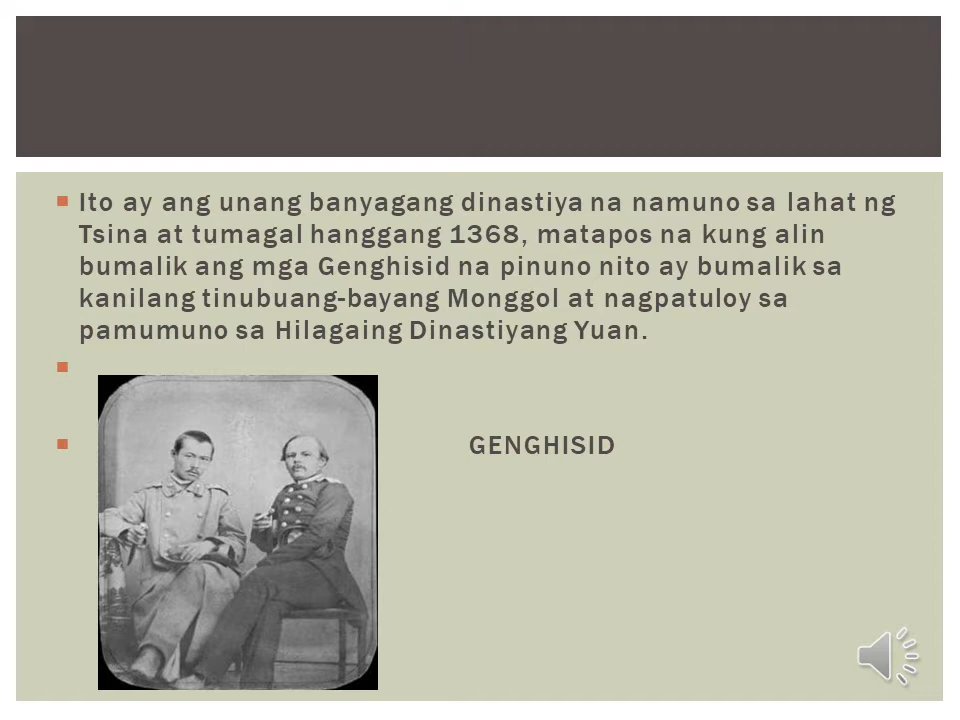 Ito ay ang unang banyagang dinastiya na namuno sa lahat ng
Tsina at tumagal hanggang 1368, matapos na kung alin
bumalik ang mga Genghisid na pinuno nito ay bumalik sa
kanilang tinubuang-bayang Monggol at nagpatuloy sa
pamumuno sa Hilagaing Dinastiyang Yuan.
GENGHISID